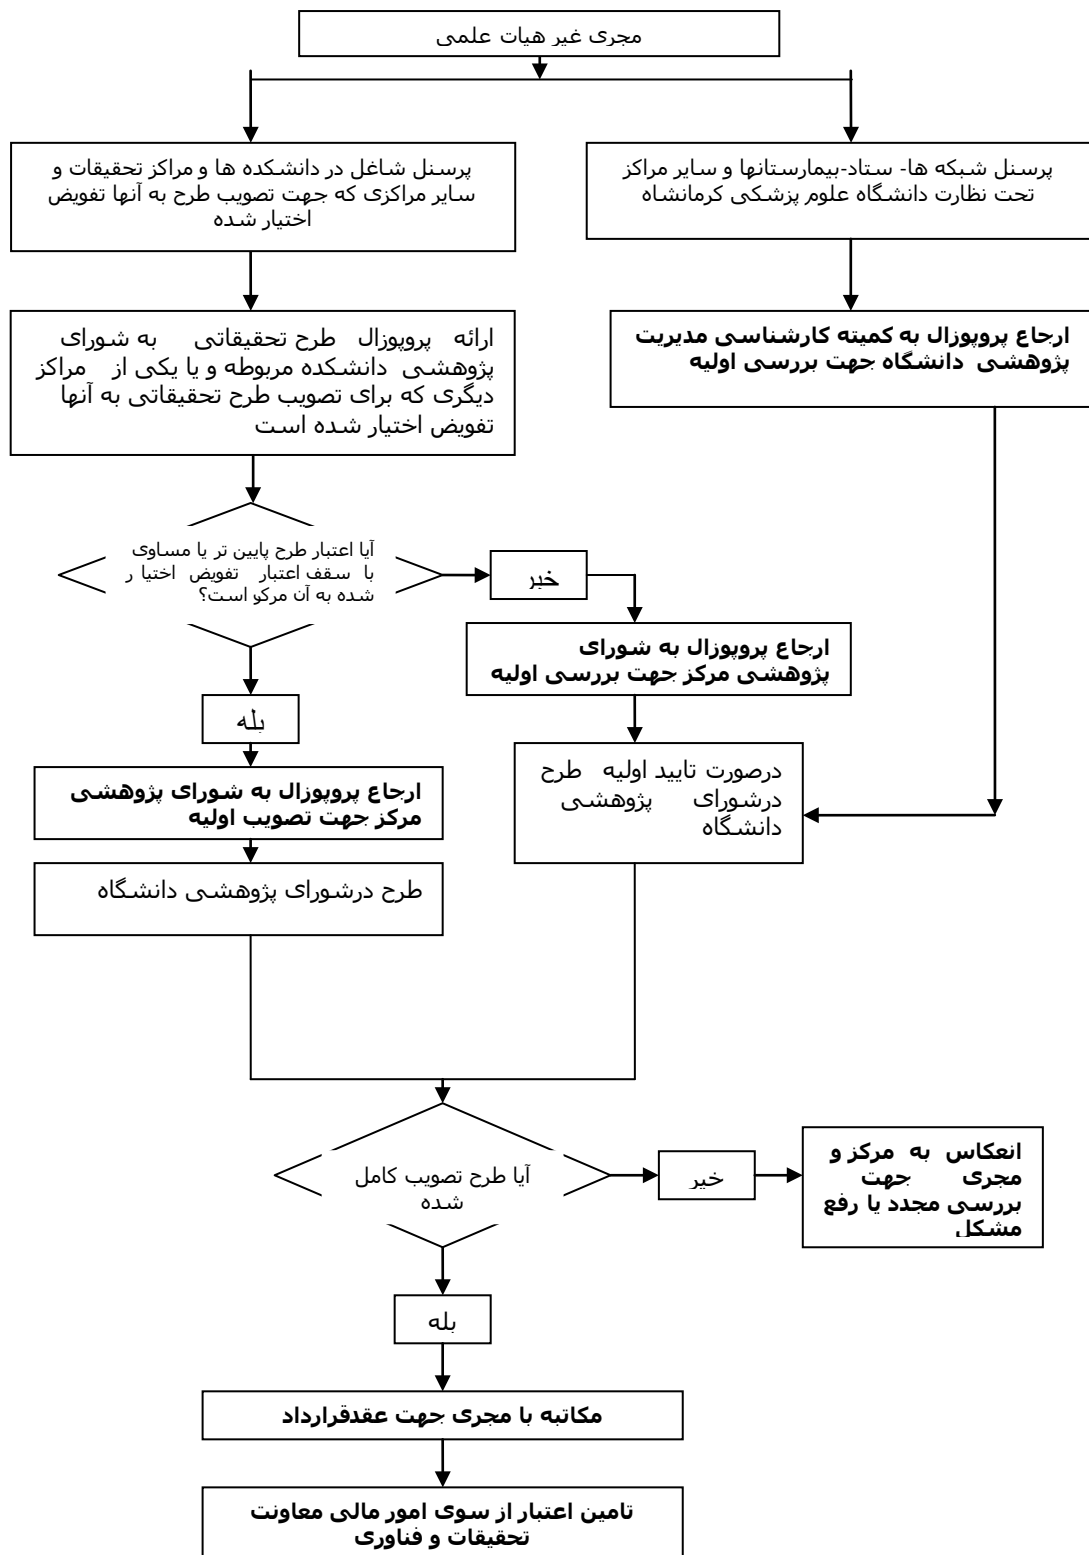 مجری غیر هیات علمی
پرسنل شبکه ها- ستاد-بیمارستانها و سایر مراکز
تحت نظارت دانشگاه علوم پزشکی کرمانشاه
پرسنل شاغل در دانشکده ها و مراکز تحقیقات و
سایر مراکزی که جهت تصویب طرح به آنها تفویض
اختیار شده
ارجاع پروپوزال به کمیته کارشناسی مدیریت
پژوهشی دانشگاه جهت بررسی اولیه
ارائه پروپوزال طرح تحقیقاتی به شورای
پژوهشی دانشکده مربوطه و یا یکی از مراکز
دیگری که برای تصویب طرح تحقیقاتی به آنها
تفویض اختیار شده است
آیا اعتبار طرح پایین تر یا مساوی
با سقف اعتبار تفویض اختیا ر
شده به آن مرکو است؟
خیر
ارجاع پروپوزال به شورای
پژوهشی مرکز جهت بررسی اولیه
بله
درصورت تایید اولیه طرح
درشورای پژوهشی
دانشگاه
ارجاع پروپوزال به شورای پژوهشی
مرکز جهت تصویب اولیه
طرح درشورای پژوهشی دانشگاه
آیا طرح تصویب کامل
شده
خیر
انعکاس به مرکز و
مجری جهت
بررسی مجدد یا رفع
مشکل
بله
مکاتبه با مجری جهت عقدقرارداد
تامین اعتبار از سوی امور مالی معاونت
تحقیقات و فناوری